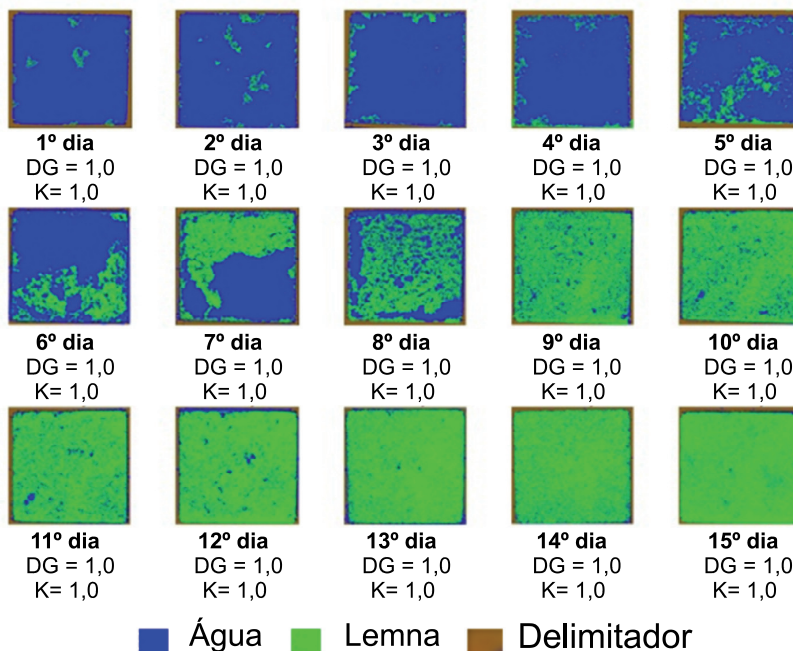 1º dia 2º dia 3º dia 4º dia 5º dia
DG = 1,0 DG = 1,0 DG = 1,0 DG = 1,0 DG = 1,0
K= 1,0 K= 1,0 K= 1,0 K= 1,0 K= 1,0
6º dia 7º dia 8º dia 9º dia 10º dia
DG = 1,0 DG = 1,0 DG = 1,0 DG = 1,0 DG = 1,0
K= 1,0 K= 1,0 K= 1,0 K= 1,0 K= 1,0
11º dia 12º dia 13º dia 14º dia 15º dia
DG = 1,0 DG = 1,0 DG = 1,0 DG = 1,0 DG = 1,0
K= 1,0 K= 1,0 K= 1,0 K= 1,0 K= 1,0
Água Lemna Delimitador